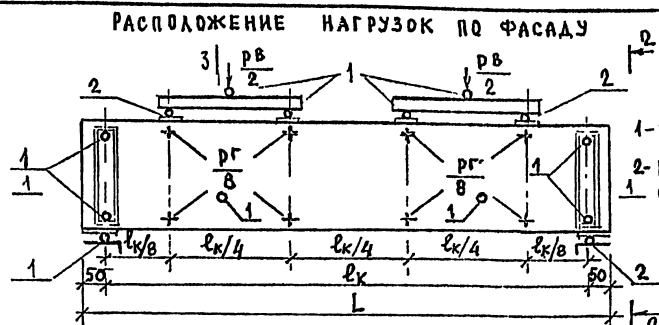 РАСПОЛОЖЕНИЕ НАГРУЗОК ПО ФАСАДУ
2
3 Рв/2 1 Рв/2 2
2
1-
1 Рг/8 Рг/8 1 2-
1 1 1 1
1 lк/8 lк/4 lк/4 lк/4 lк/8 2
50 lк 50
L